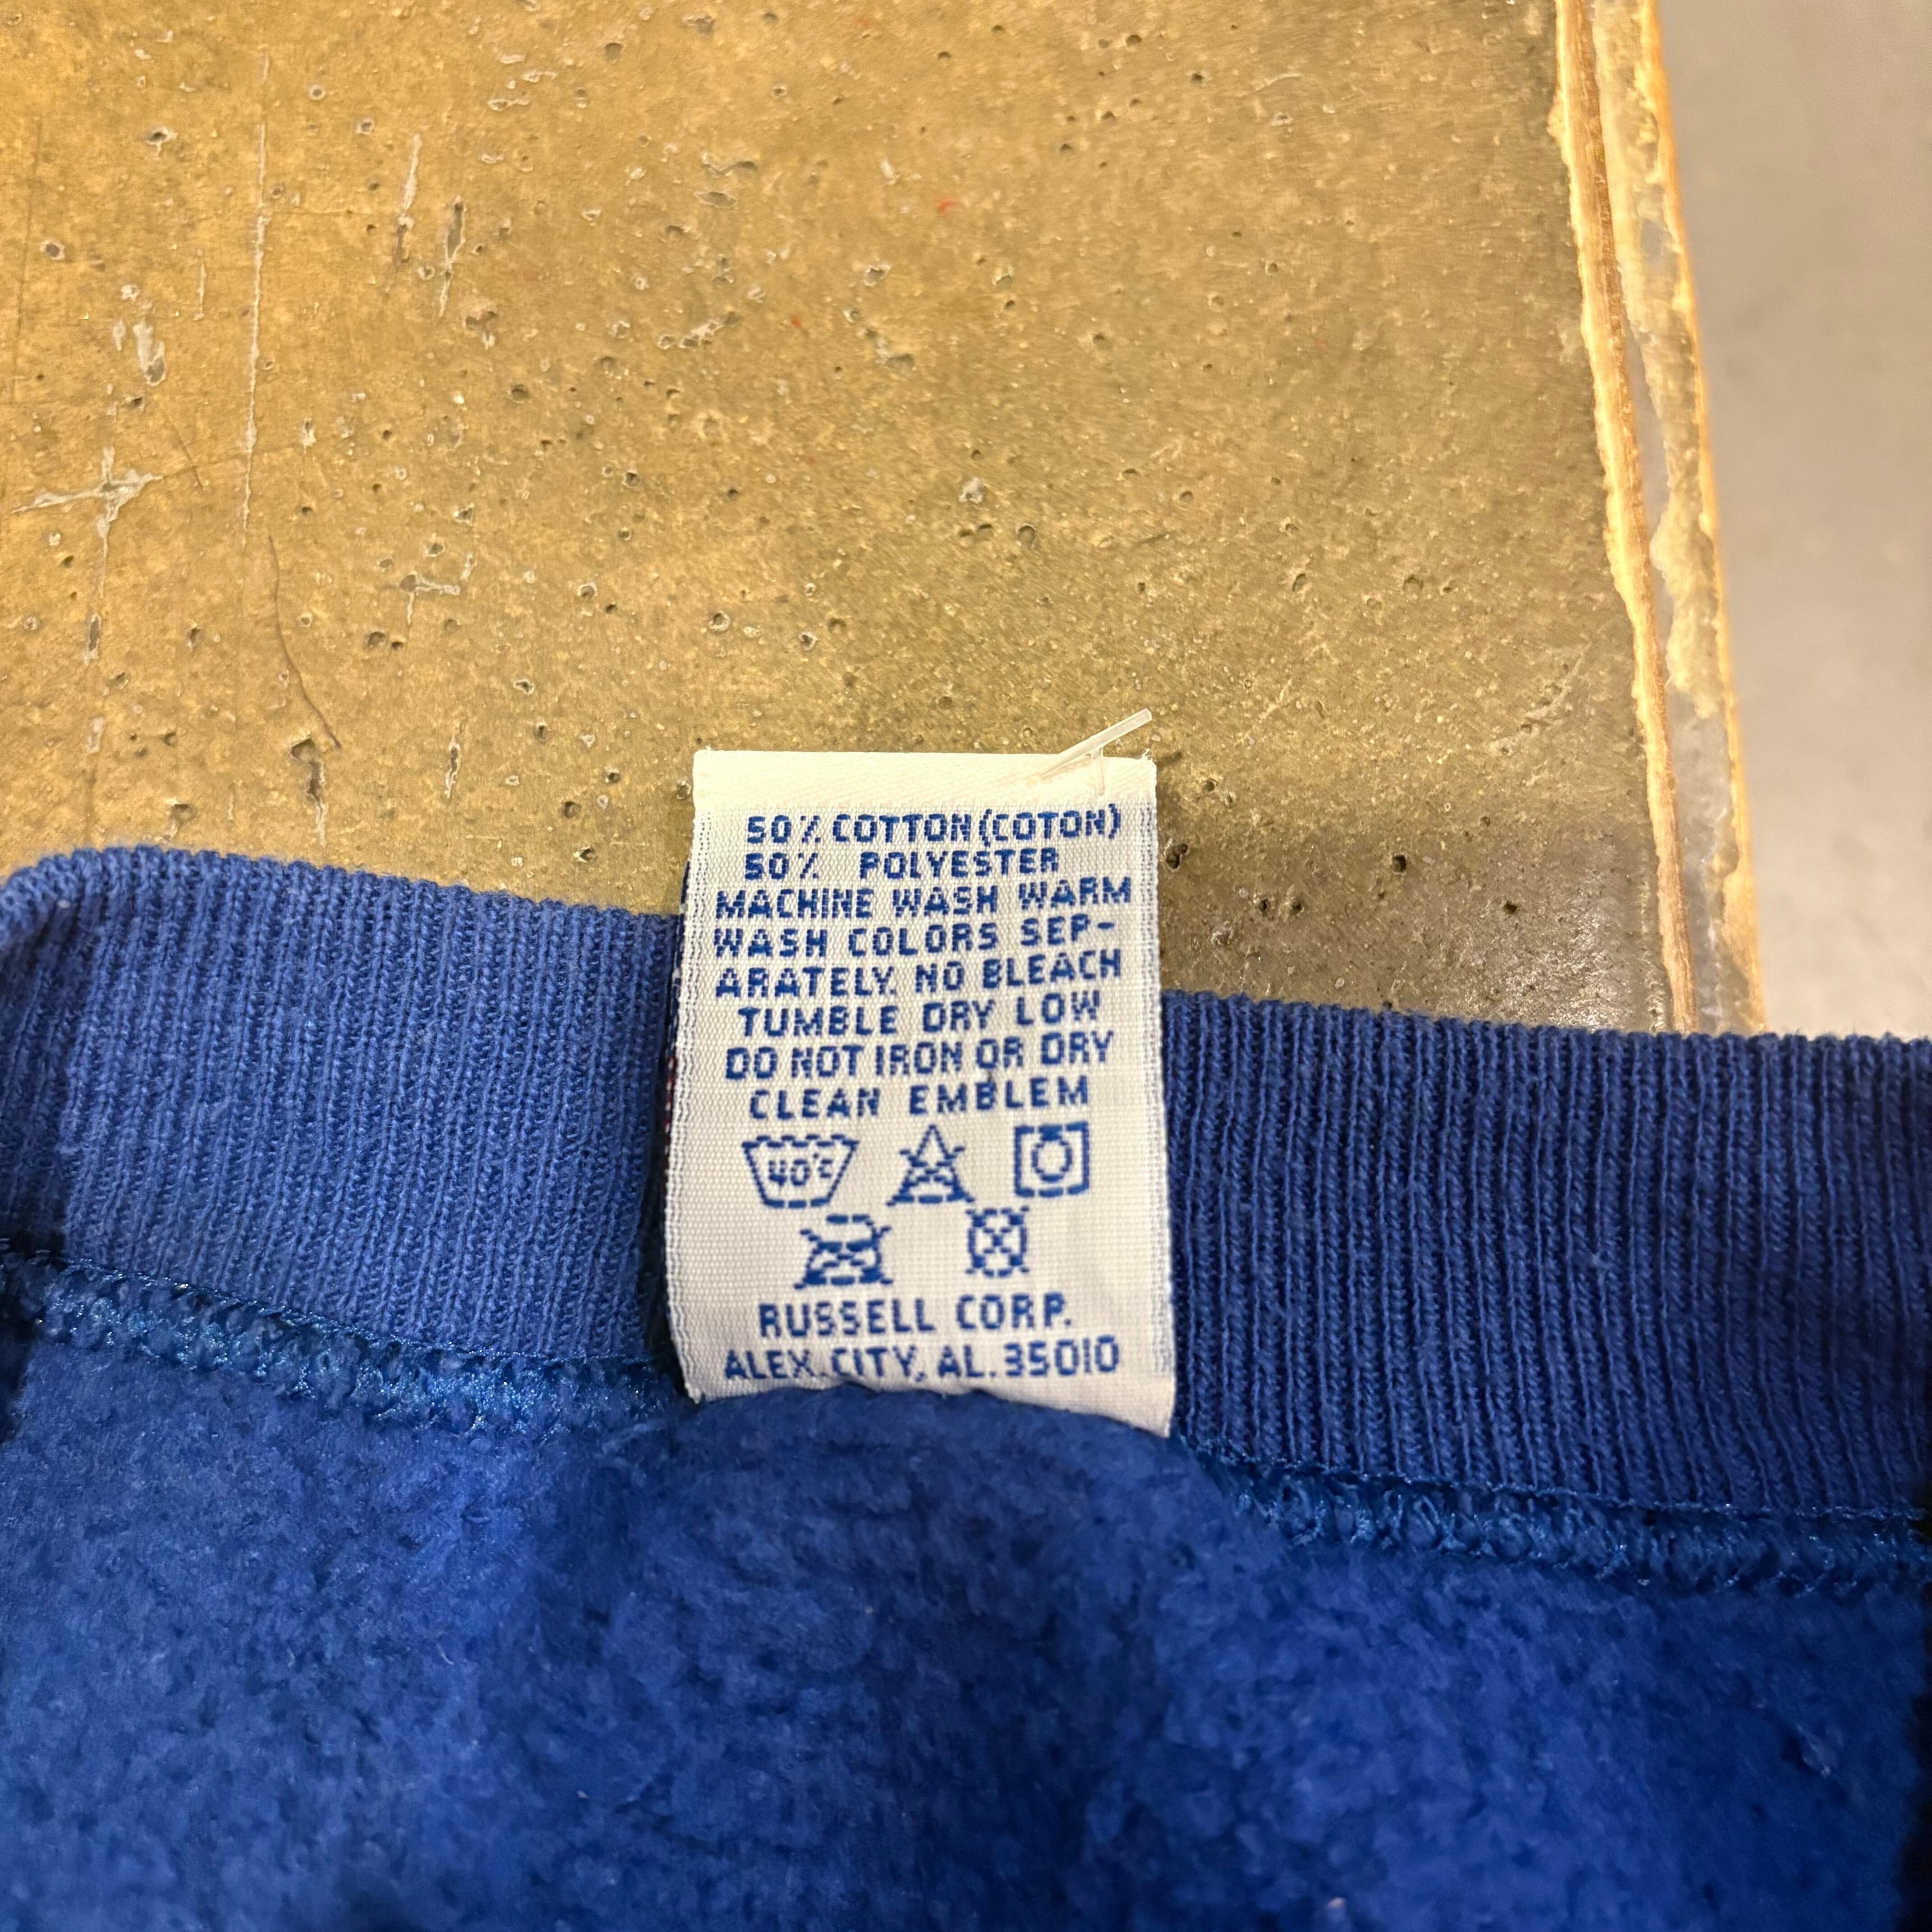 50% COTTON (COTON)
50% POLYESTER
MACHINE WASH WARM
WASH COLORS SEP-
ARATELY. NO BLEACH
TUMBLE DRY LOW
DO NOT IRON OR DRY
CLEAN EMBLEM
40°C
RUSSELL CORP.
ALEX. CITY, AL. 35010